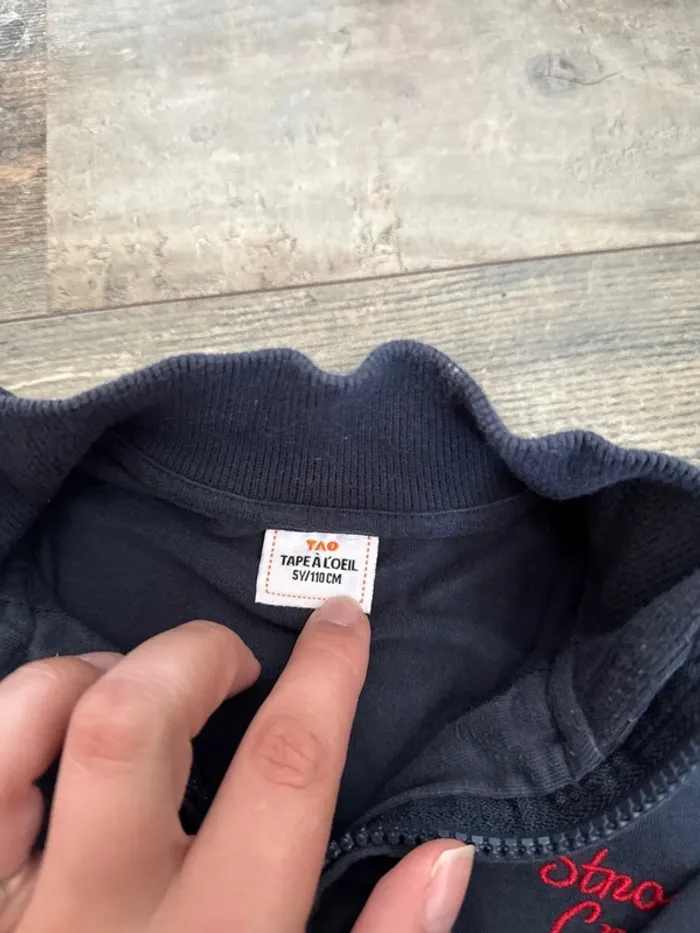 TAO
TAPE À L'OEIL
5Y/110CM